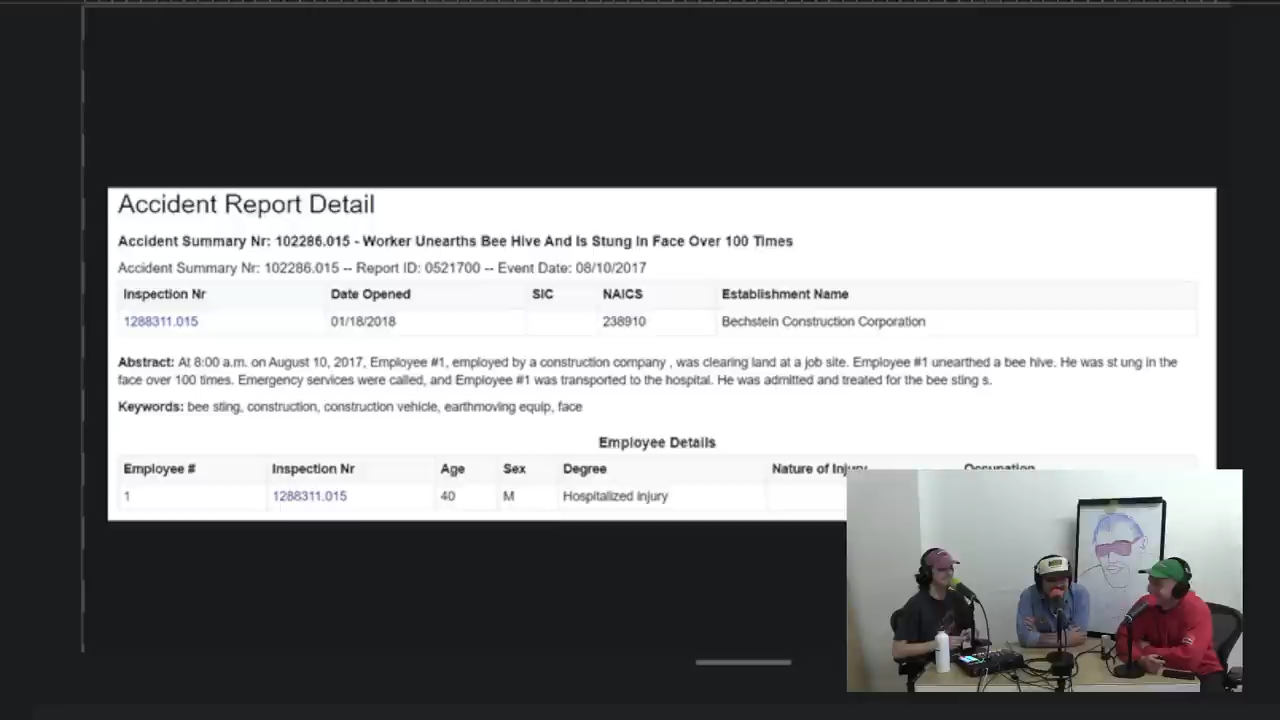 Accident Report Detail
Accident Summary Nr: 102286.015 - Worker Unearths Bee Hive And Is Stung In Face Over 100 Times
Accident Summary Nr: 102286.015 -- Report ID: 0521700 -- Event Date: 08/10/2017
Inspection Nr Date Opened SIC NAICS Establishment Name
1288311.015 01/18/2018 238910 Bechstein Construction Corporation
Abstract: At 8:00 a.m. on August 10, 2017, Employee #1, employed by a construction company , was clearing land at a job site. Employee #1 unearthed a bee hive. He was st ung in the
face over 100 times. Emergency services were called, and Employee #1 was transported to the hospital. He was admitted and treated for the bee sting s.
Keywords: bee sting, construction, construction vehicle, earthmoving equip, face
Employee Details
Employee # Inspection Nr Age Sex Degree Nature of Injury Occupation
1 1288311.015 40 M Hospitalized injury